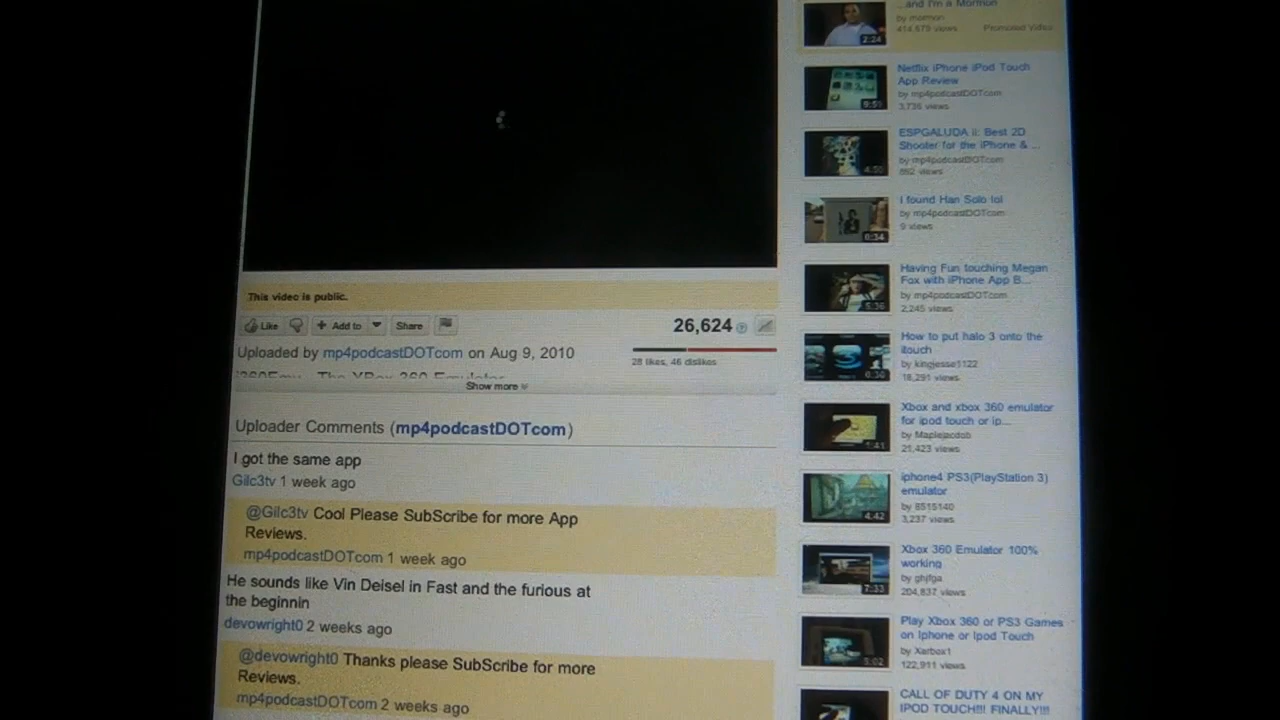 This video is public.
Like
Add to
Share
26,624
Uploaded by mp4podcastDOTcom on Aug 9, 2010
28 likes, 46 dislikes
Show more
Uploader Comments (mp4podcastDOTcom)
I got the same app
Gilc3tv 1 week ago
@Gilc3tv Cool Please SubScribe for more App
Reviews.
mp4podcastDOTcom 1 week ago
He sounds like Vin Deisel in Fast and the furious at
the beginnin
devowright0 2 weeks ago
@devowright0 Thanks please SubScribe for more
Reviews.
mp4podcastDOTcom 2 weeks ago
...and I'm a Mormon
by mormon
414,679 views Promoted Video
2:24
Netflix iPhone iPod Touch
App Review
by mp4podcastDOTcom
3,736 views
9:51
ESPGALUDA II: Best 2D
Shooter for the iPhone & ...
by mp4podcastDOTcom
views
I found Han Solo lol
by mp4podcastDOTcom
9 views
0:34
Having Fun touching Megan
Fox with iPhone App B...
by mp4podcastDOTcom
2,245 views
5:36
How to put halo 3 onto the
itouch
by kingjesse1122
18,291 views
Xbox and xbox 360 emulator
for ipod touch or ip...
by Maplejacdob
21,423 views
1:41
iphone4 PS3(PlayStation 3)
emulator
by 8515140
3,237 views
4:42
Xbox 360 Emulator 100%
working
by ghjfga
204,837 views
7:33
Play Xbox 360 or PS3 Games
on Iphone or Ipod Touch
by Xarbox1
122,911 views
5:02
CALL OF DUTY 4 ON MY
IPOD TOUCH!!! FINALLY!!!